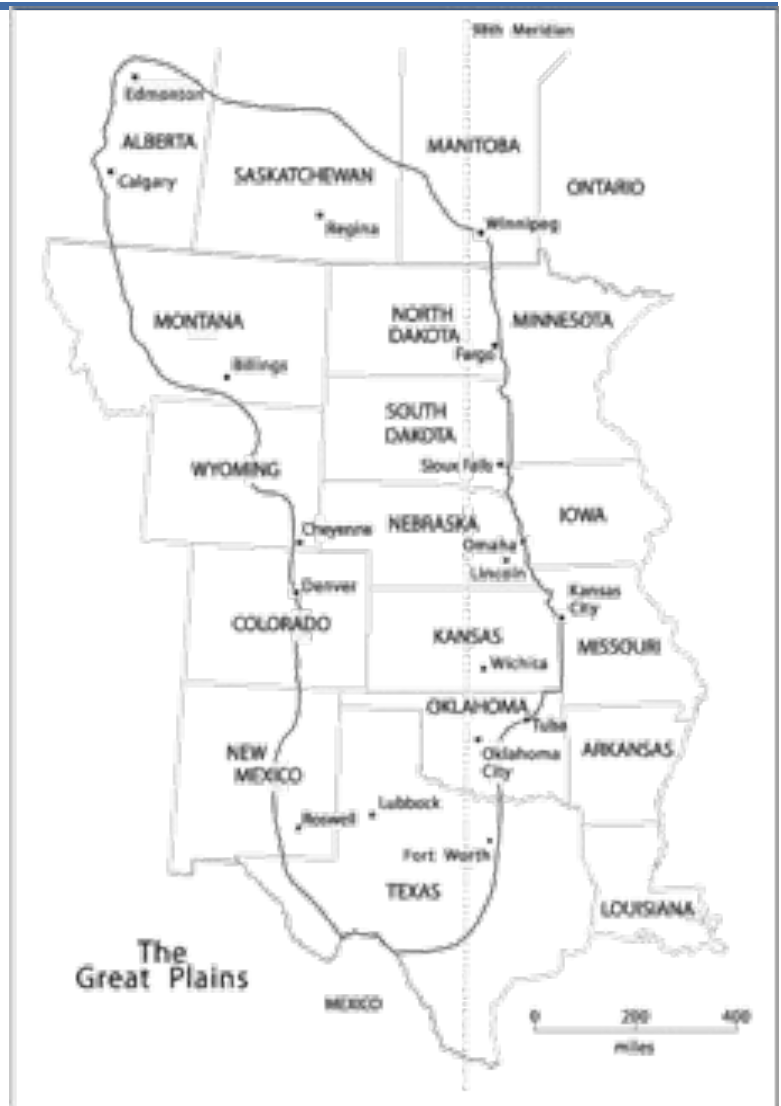 98th Meridian
Edmonton
ALBERTA
Calgary
SASKATCHEWAN
Regina
MANITOBA
Winnipeg
ONTARIO
MONTANA
Billings
NORTH
DAKOTA
Fargo
MINNESOTA
SOUTH
DAKOTA
Sioux Falls
WYOMING
Cheyenne
NEBRASKA
Omaha
Lincoln
IOWA
Denver
COLORADO
KANSAS
Wichita
Kansas
City
MISSOURI
OKLAHOMA
Tulsa
Oklahoma
City
ARKANSAS
NEW
MEXICO
Roswell
Lubbock
Fort Worth
TEXAS
LOUISIANA
The
Great Plains
MEXICO
0 200 400
miles